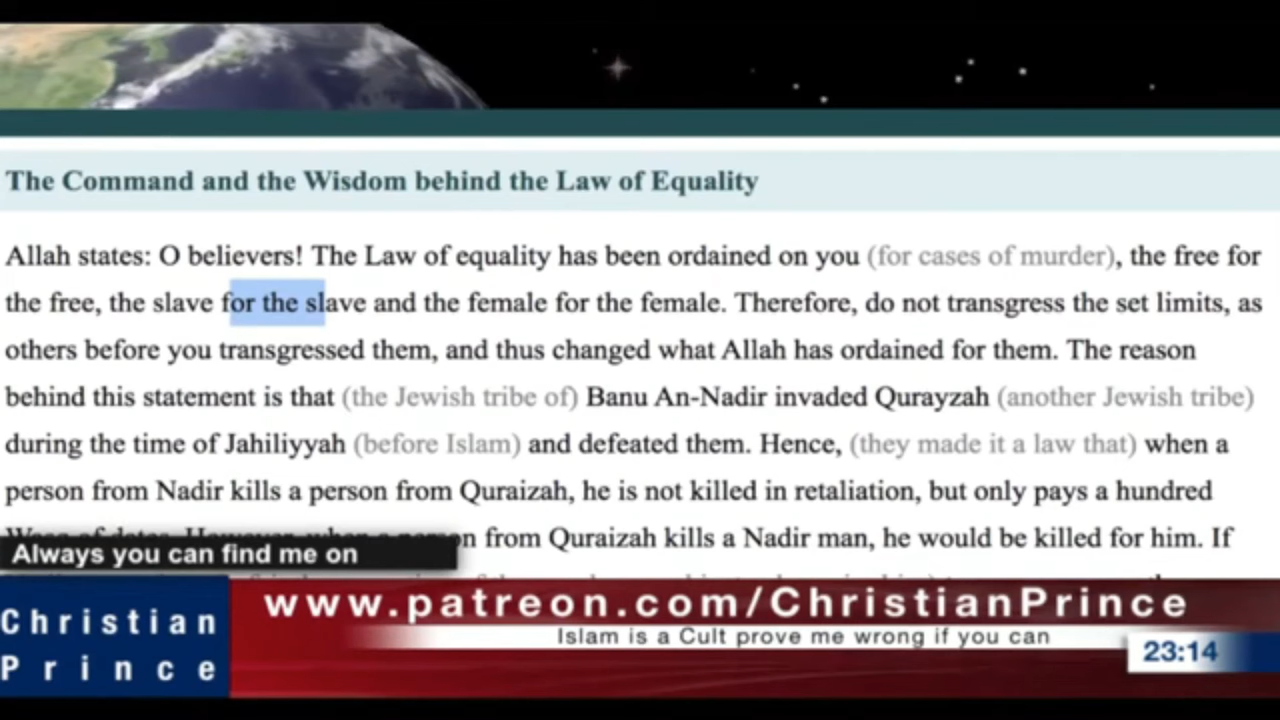 The Command and the Wisdom behind the Law of Equality
Allah states: O believers! The Law of equality has been ordained on you (for cases of murder), the free for
the free, the slave for the slave and the female for the female. Therefore, do not transgress the set limits, as
others before you transgressed them, and thus changed what Allah has ordained for them. The reason
behind this statement is that (the Jewish tribe of) Banu An-Nadir invaded Qurayzah (another Jewish tribe)
during the time of Jahiliyyah (before Islam) and defeated them. Hence, (they made it a law that) when a
person from Nadir kills a person from Quraizah, he is not killed in retaliation, but only pays a hundred
from Quraizah kills a Nadir man, he would be killed for him. If
Always you can find me on
www.patreon.com/ChristianPrince
Islam is a Cult prove me wrong if you can
Christian
Prince
23:14